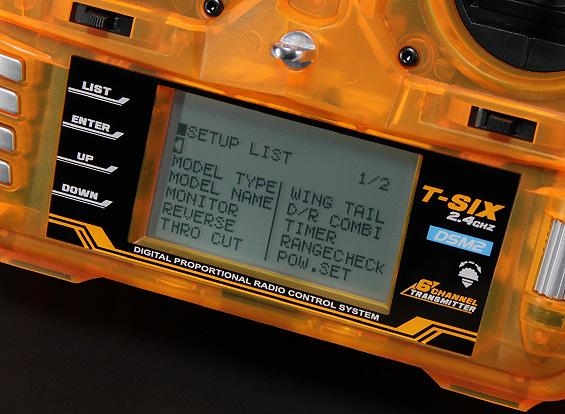 LIST
ENTER
UP
DOWN
SETUP LIST
1/2
MODEL TYPE
MODEL NAME
MONITOR
REVERSE
THRO CUT
WING TAIL
D/R COMBI
TIMER
RANGECHECK
POW.SET
T-SIX
2.4GHZ
DSM2
6 CHANNEL
TRANSMITTER
DIGITAL PROPORTIONAL RADIO CONTROL SYSTEM